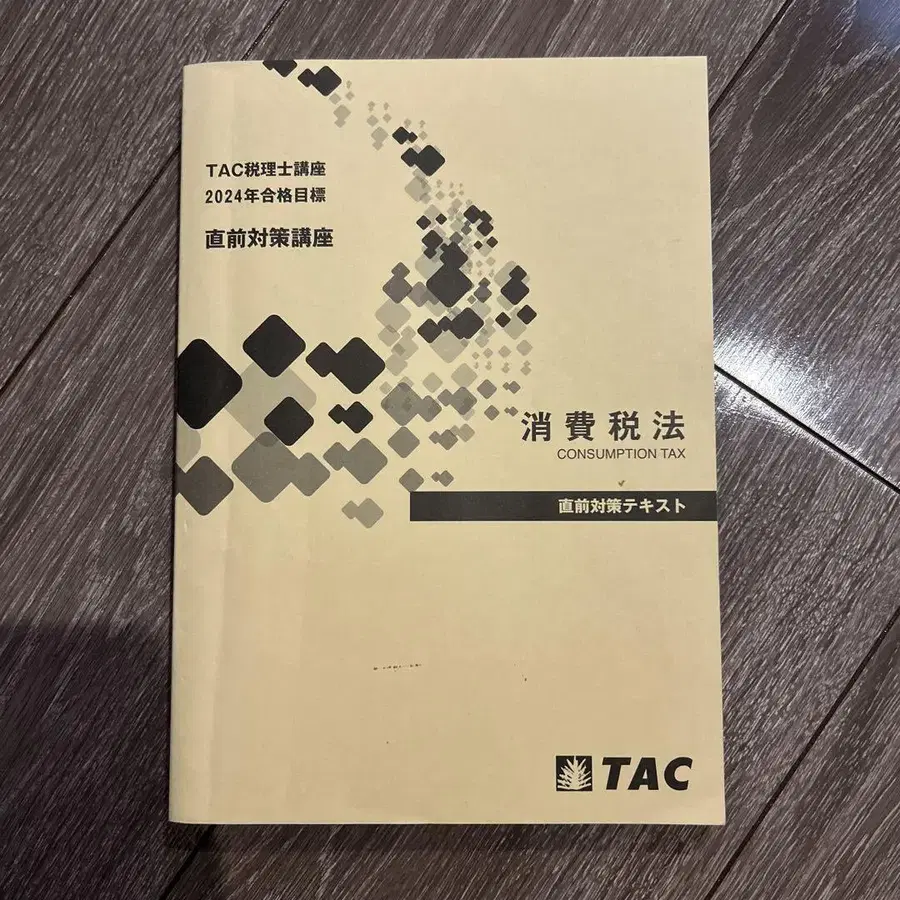 TAC税理士講座
2024年合格目標
直前対策講座
消費税法
CONSUMPTION TAX
直前対策テキスト
TAC